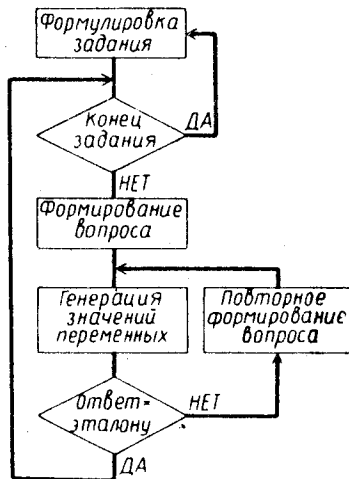 Формулировка
задания
Конец
задания
ДА
НЕТ
Формирование
вопроса
Генерация
значений
переменных
Повторное
формирование
вопроса
Ответ=
эталону
НЕТ
ДА